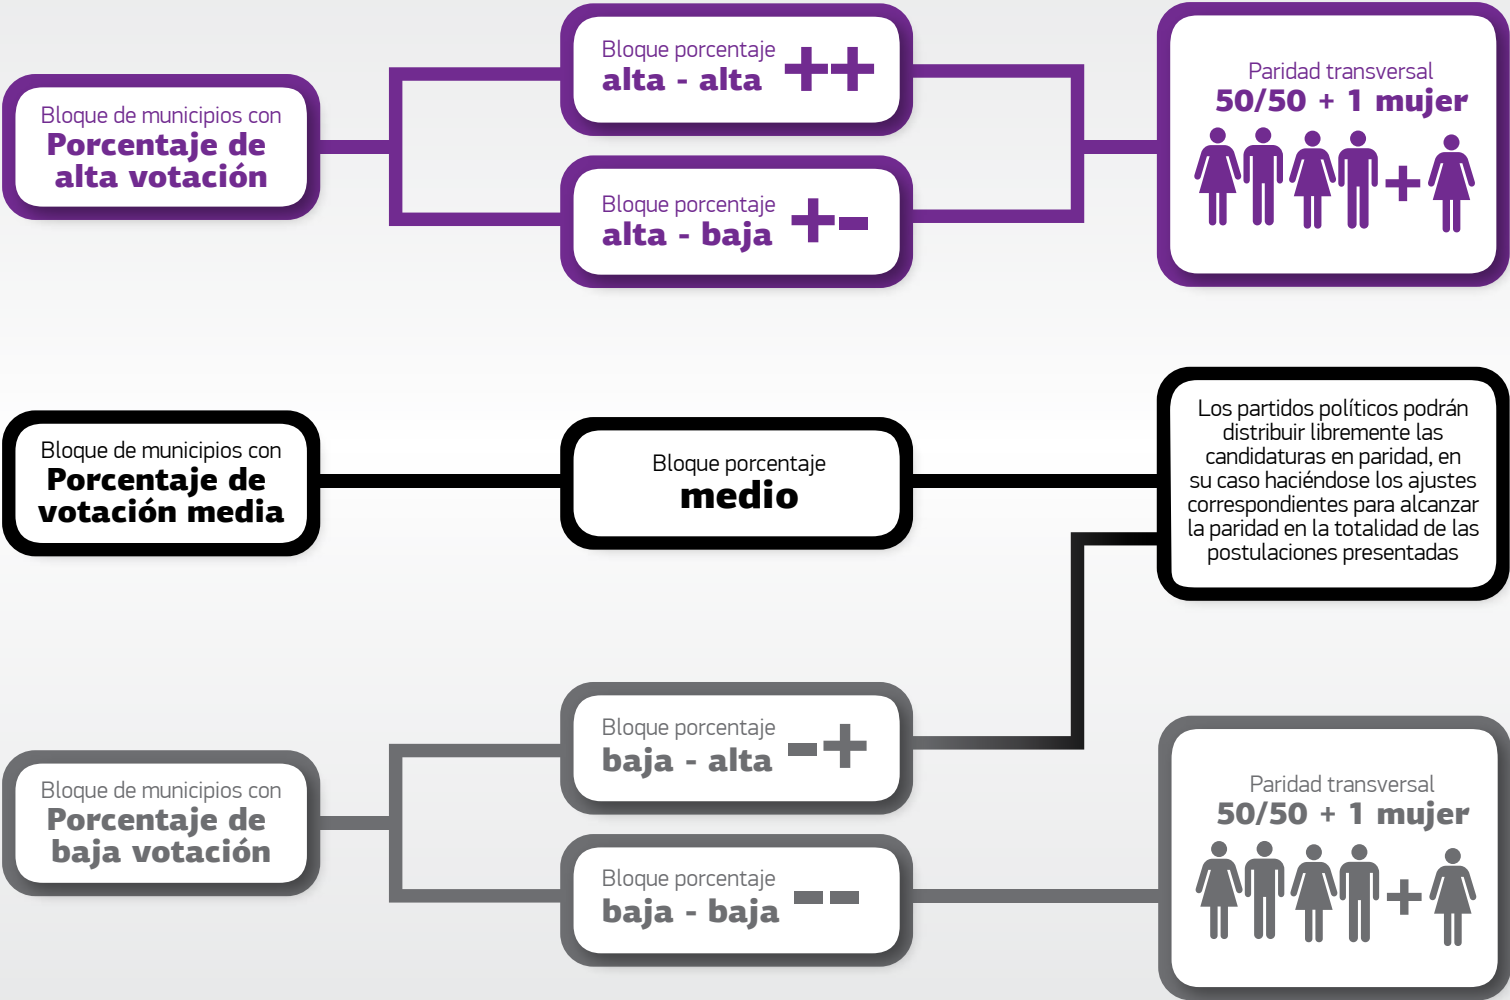 Bloque de municipios con
Porcentaje de
alta votación
Bloque porcentaje
alta - alta ++
Bloque porcentaje
alta - baja +-
Paridad transversal
50/50 + 1 mujer
+
Bloque de municipios con
Porcentaje de
votación media
Bloque porcentaje
medio
Los partidos políticos podrán
distribuir libremente las
candidaturas en paridad, en
su caso haciéndose los ajustes
correspondientes para alcanzar
la paridad en la totalidad de las
postulaciones presentadas
Bloque de municipios con
Porcentaje de
baja votación
Bloque porcentaje
baja - alta -+
Bloque porcentaje
baja - baja --
Paridad transversal
50/50 + 1 mujer
+